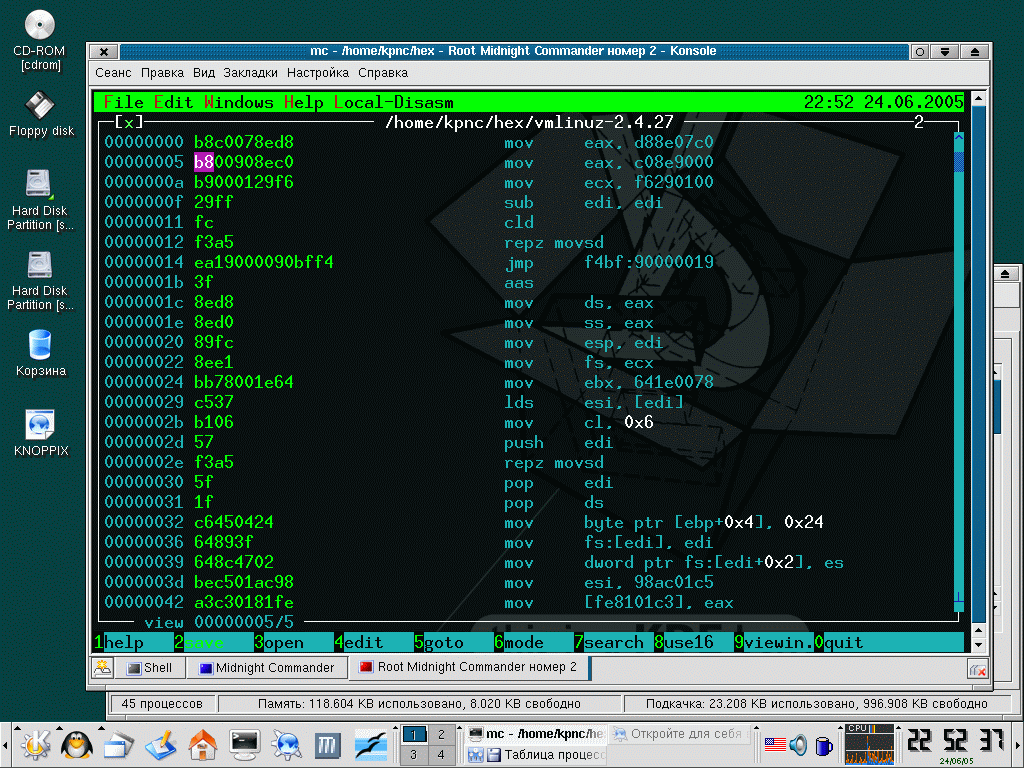 CD-ROM
[cdrom]
Floppy disk
Hard Disk
Partition [s...
Hard Disk
Partition [s...
Корзина
KNOPPIX
mc - /home/kpnc/hex - Root Midnight Commander номер 2 - Konsole
Сеанс Правка Вид Закладки Настройка Справка
File Edit Windows Help Local-Disasm 22:52 24.06.2005
[x] /home/kpnc/hex/vmlinuz-2.4.27 2
00000000 b8c0078ed8 mov eax, d88e07c0
00000005 b800908ec0 mov eax, c08e9000
0000000a b9000129f6 mov ecx, f6290100
0000000f 29ff sub edi, edi
00000011 fc cld
00000012 f3a5 repz movsd
00000014 ea19000090bff4 jmp f4bf:90000019
0000001b 3f aas
0000001c 8ed8 mov ds, eax
0000001e 8ed0 mov ss, eax
00000020 89fc mov esp, edi
00000022 8ee1 mov fs, ecx
00000024 bb78001e64 mov ebx, 641e0078
00000029 c537 lds esi, [edi]
0000002b b106 mov cl, 0x6
0000002d 57 push edi
0000002e f3a5 repz movsd
00000030 5f pop edi
00000031 1f pop ds
00000032 c6450424 mov byte ptr [ebp+0x4], 0x24
00000036 64893f mov fs:[edi], edi
00000039 648c4702 mov dword ptr fs:[edi+0x2], es
0000003d bec501ac98 mov esi, 98ac01c5
00000042 a3c30181fe mov [fe8101c3], eax
view 00000005/5
1help 2save 3open 4edit 5goto 6mode 7search 8use16 9viewin.0quit
Shell Midnight Commander Root Midnight Commander номер 2
45 процессов Память: 118.604 KB использовано, 8.020 KB свободно Подкачка: 23.208 KB использовано, 996.908 KB свободно
1 2 mc - /home/kpnc/he Откройте для себя CPU 22 52 37
3 4 Таблица процесс 24/06/05